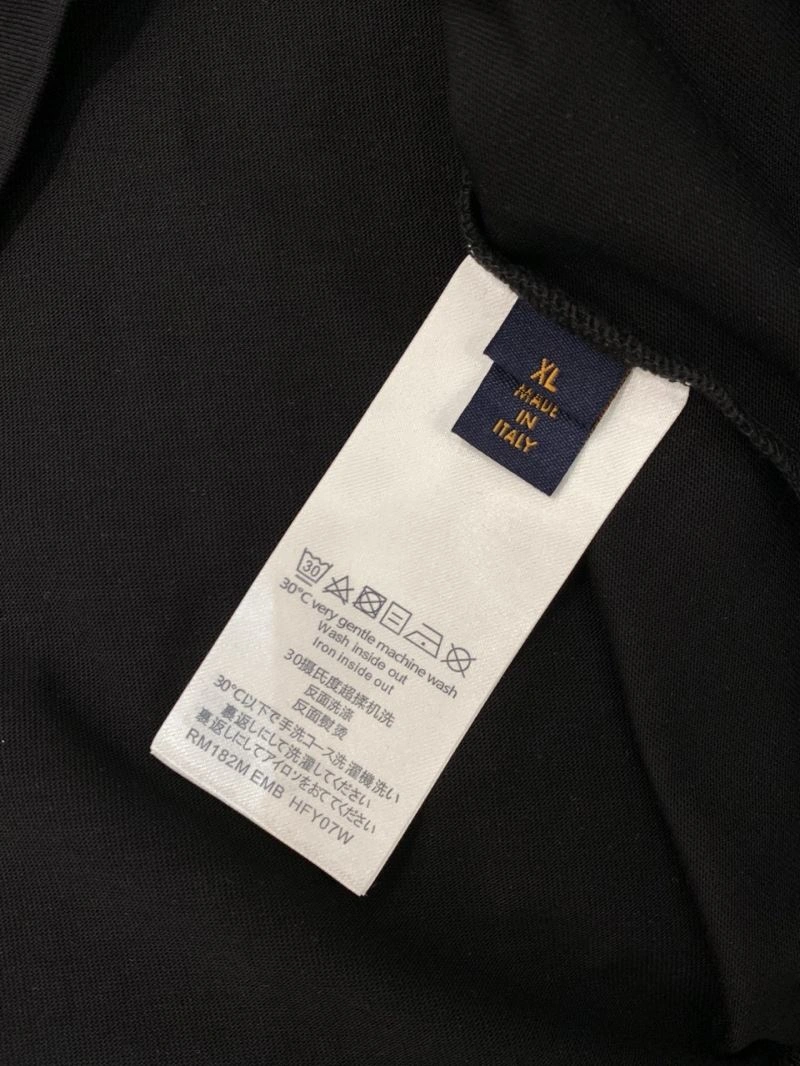 XL
MADE
IN
ITALY
30
30°C very gentle machine wash
Wash inside out
Iron inside out
30摄氏度超揉机洗
反面洗涤
反面熨烫
30℃以下で手洗コース洗濯機洗い
裏返しにして洗濯してください
裏返しにしてアイロンをおててください
RM182M EMB HFY07W